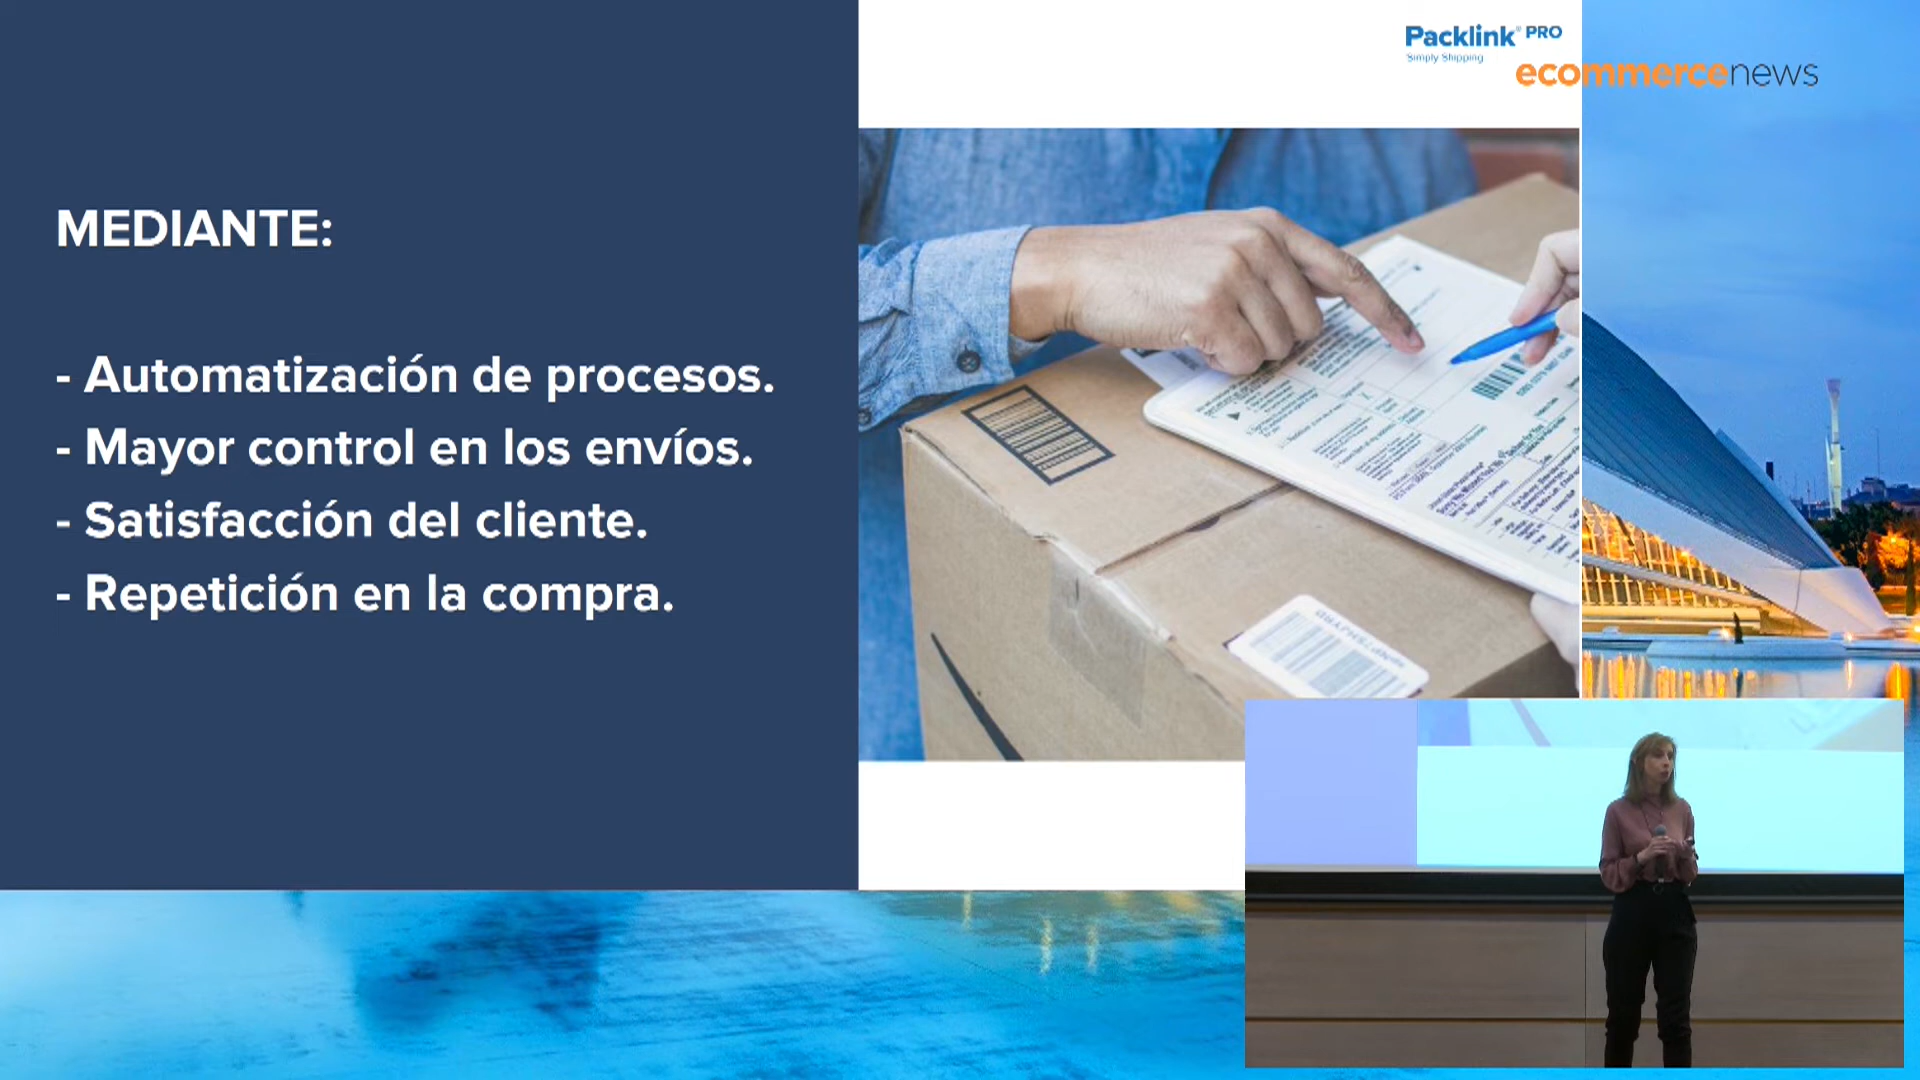 Packlink® PRO
Simply Shipping
ecommercenews
MEDIANTE:
- Automatización de procesos.
- Mayor control en los envíos.
- Satisfacción del cliente.
- Repetición en la compra.